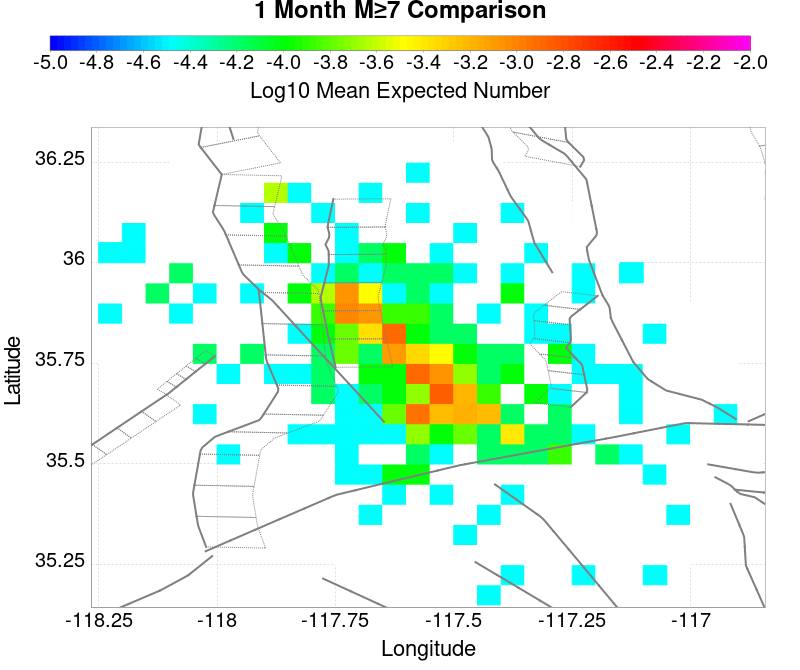 1 Month M≥7 Comparison
-5.0 -4.8 -4.6 -4.4 -4.2 -4.0 -3.8 -3.6 -3.4 -3.2 -3.0 -2.8 -2.6 -2.4 -2.2 -2.0
Log10 Mean Expected Number
36.25
36
35.75
35.5
35.25
Latitude
-118.25 -118 -117.75 -117.5 -117.25 -117
Longitude